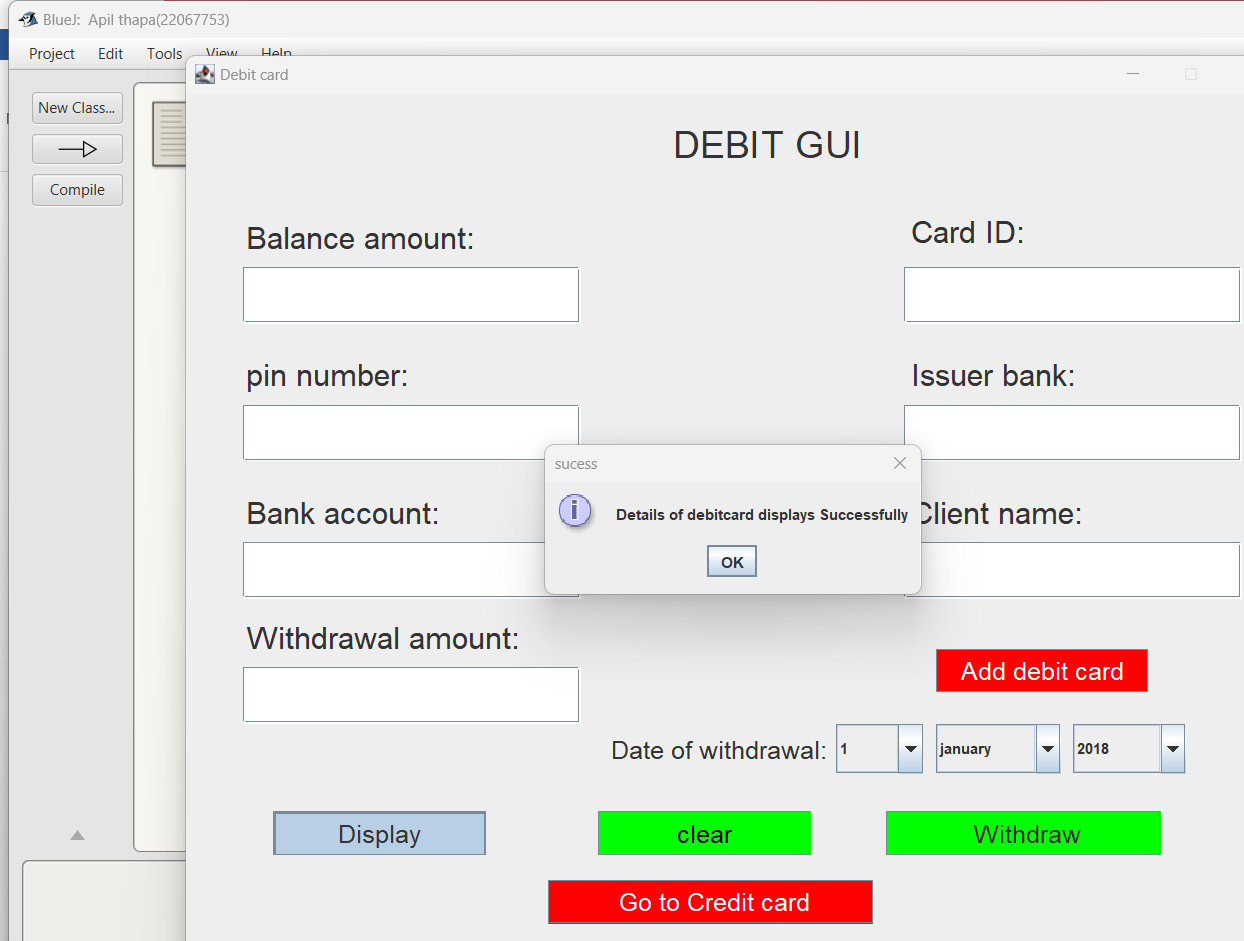 BlueJ: Apil thapa(22067753)
Project Edit Tools View Help
New Class...
Compile
Debit card
DEBIT GUI
Balance amount:
Card ID:
pin number:
Issuer bank:
sucess
Details of debitcard displays Successfully
OK
Bank account:
Client name:
Withdrawal amount:
Add debit card
Date of withdrawal: 1 january 2018
Display clear Withdraw
Go to Credit card